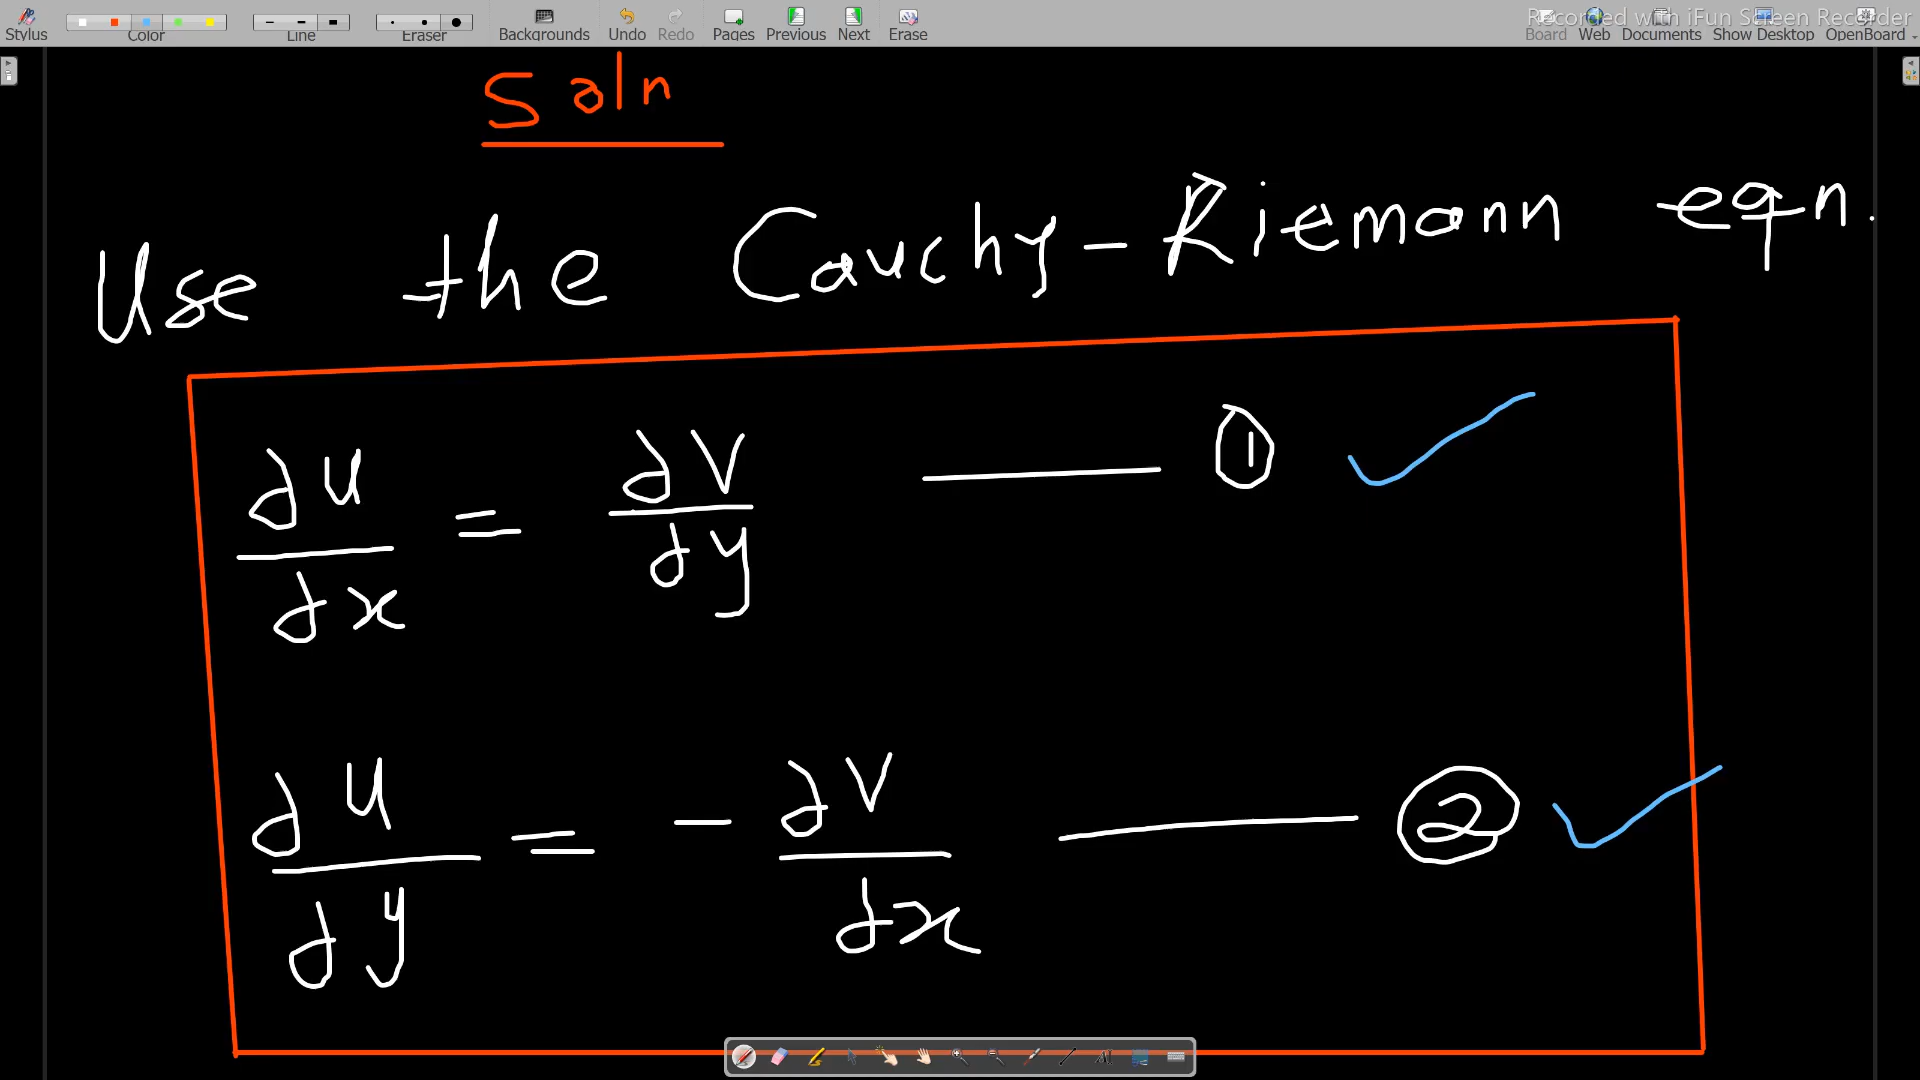 Recorded with iFun Screen Recorder
Stylus Color Line Eraser Backgrounds Undo Redo Pages Previous Next Erase Board Web Documents Show Desktop OpenBoard
Soln
Use the Cauchy-Riemann eqn.
∂u/∂x = ∂v/∂y —— ①
∂u/∂y = - ∂v/∂x —— ②